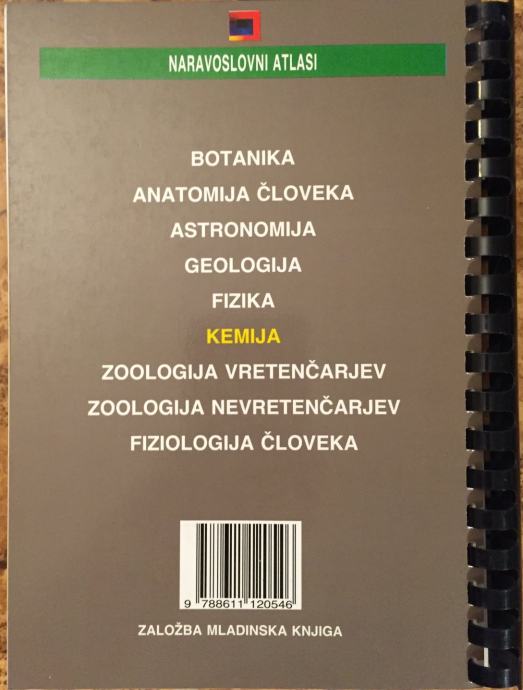 NARAVOSLOVNI ATLASI
BOTANIKA
ANATOMIJA ČLOVEKA
ASTRONOMIJA
GEOLOGIJA
FIZIKA
KEMIJA
ZOOLOGIJA VRETENČARJEV
ZOOLOGIJA NEVRETENČARJEV
FIZIOLOGIJA ČLOVEKA
9 788611 120546
ZALOŽBA MLADINSKA KNJIGA